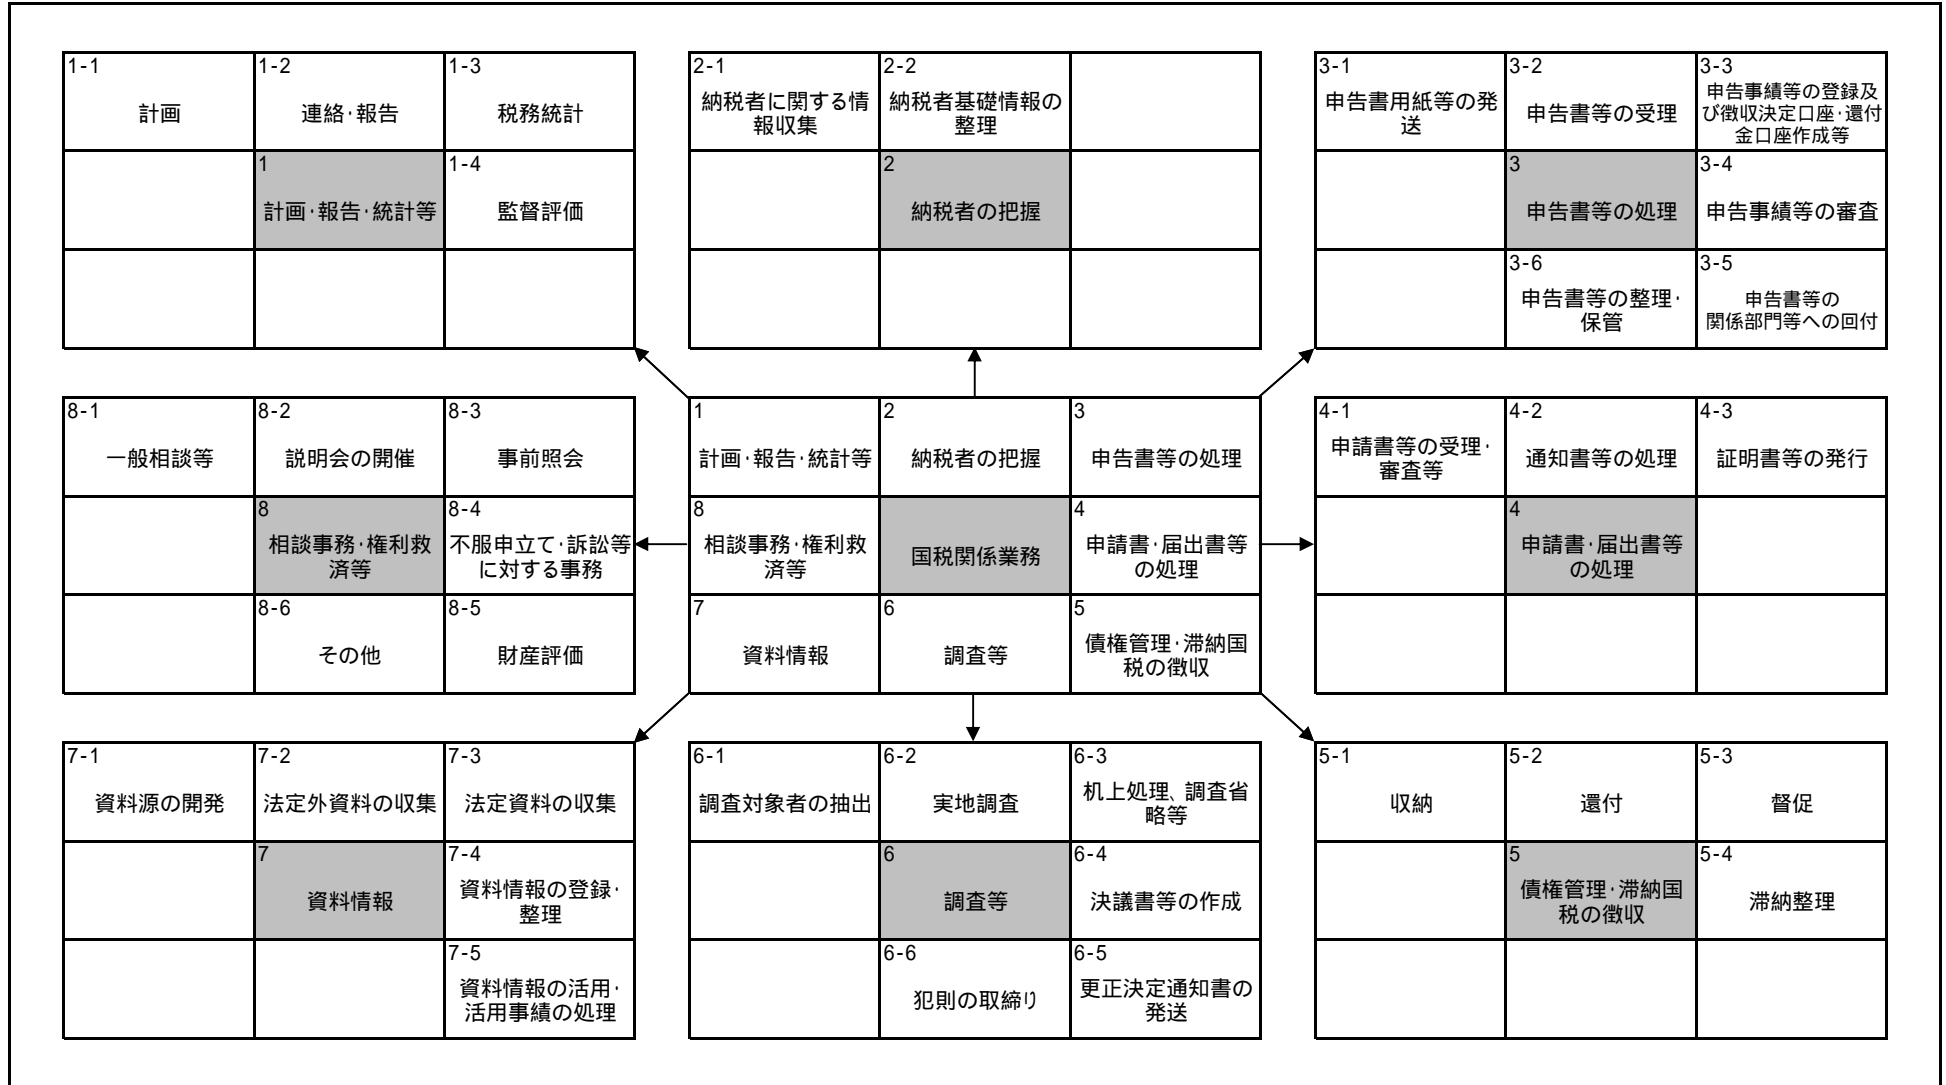 1-1
計画
1-2
連絡・報告
1-3
税務統計
1
計画・報告・統計等
1-4
監督評価
2-1
納税者に関する情
報収集
2-2
納税者基礎情報の
整理
2
納税者の把握
3-1
申告書用紙等の発
送
3-2
申告書等の受理
3-3
申告事績等の登録及
び徴収決定口座・還付
金口座作成等
3
申告書等の処理
3-4
申告事績等の審査
3-6
申告書等の整理・
保管
3-5
申告書等の
関係部門等への回付
8-1
一般相談等
8-2
説明会の開催
8-3
事前照会
8
相談事務・権利救
済等
8-4
不服申立て・訴訟等
に対する事務
8-6
その他
8-5
財産評価
1
計画・報告・統計等
2
納税者の把握
3
申告書等の処理
8
相談事務・権利救
済等
国税関係業務
4
申請書・届出書等
の処理
7
資料情報
6
調査等
5
債権管理・滞納国
税の徴収
4-1
申請書等の受理・
審査等
4-2
通知書等の処理
4-3
証明書等の発行
4
申請書・届出書等
の処理
7-1
資料源の開発
7-2
法定外資料の収集
7-3
法定資料の収集
7
資料情報
7-4
資料情報の登録・
整理
7-5
資料情報の活用・
活用事績の処理
6-1
調査対象者の抽出
6-2
実地調査
6-3
机上処理、調査省
略等
6
調査等
6-4
決議書等の作成
6-6
犯則の取締り
6-5
更正決定通知書の
発送
5-1
収納
5-2
還付
5-3
督促
5
債権管理・滞納国
税の徴収
5-4
滞納整理